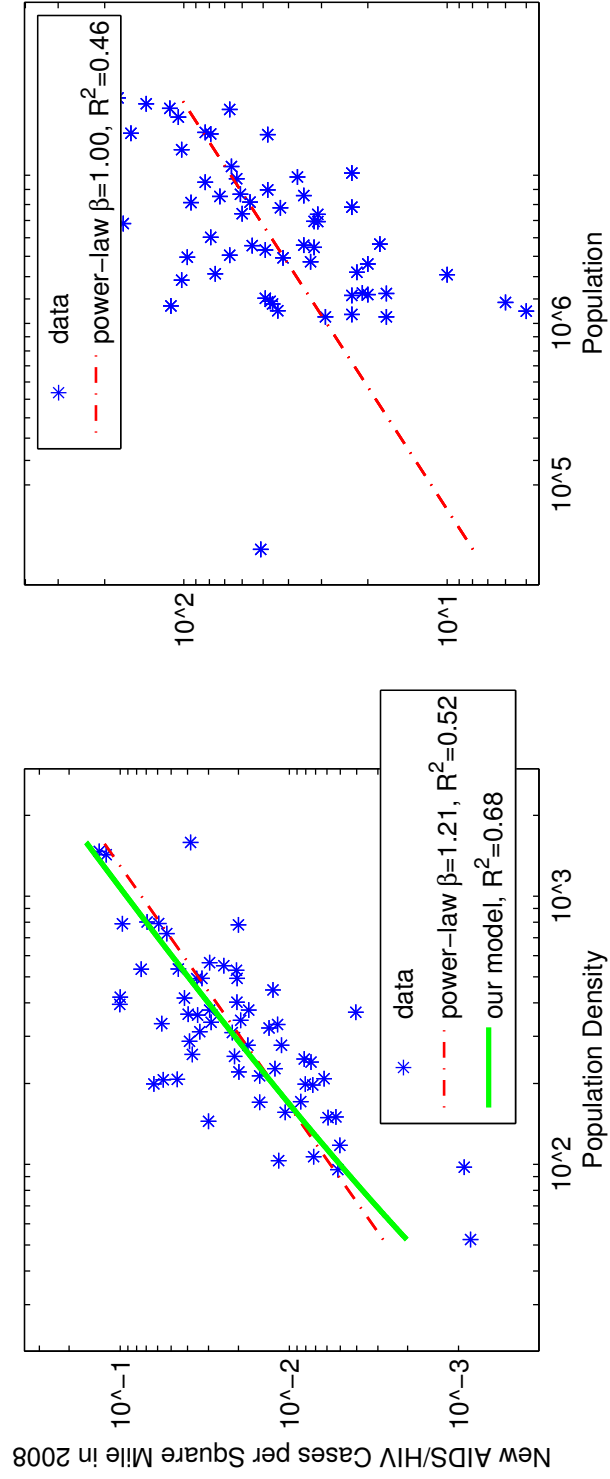 New AIDS/HIV Cases per Square Mile in 2008
10^−1
10^−2
10^−3
10^2
10^3
Population Density
data
power−law β=1.21, R²=0.52
our model, R²=0.68
10^2
10^1
10^5
10^6
Population
data
power−law β=1.00, R²=0.46